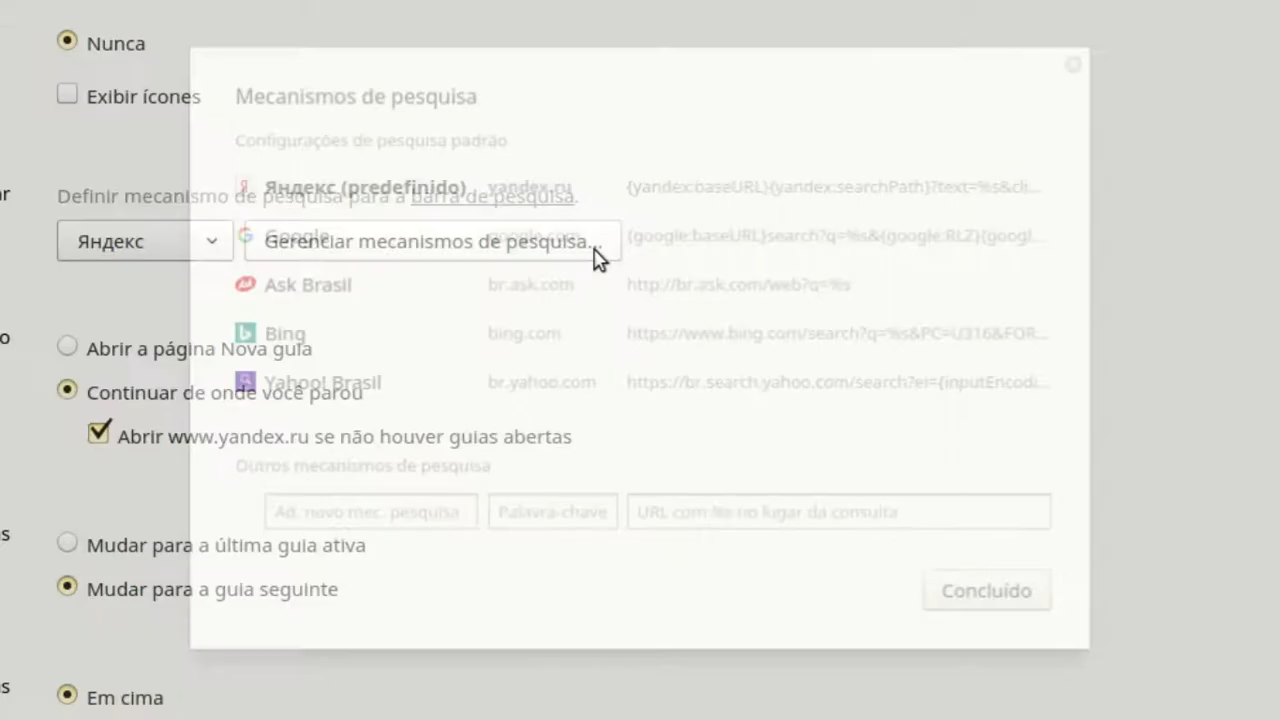 Nunca
Exibir ícones
Mecanismos de pesquisa
Configurações de pesquisa padrão
ar
Definir mecanismo de pesquisa para a barra de pesquisa.
Яндекс (predefinido) yandex.ru {yandex:baseURL}{yandex:searchPath}?text=%s&cli...
Яндекс
Gerenciar mecanismos de pesquisa...
Google google.com {google:baseURL}search?q=%s&{google:RLZ}{googl...
Ask Brasil br.ask.com http://br.ask.com/web?q=%s
o
Bing bing.com https://www.bing.com/search?q=%s&PC=U316&FOR...
Abrir a página Nova guia
Yahoo! Brasil br.yahoo.com https://br.search.yahoo.com/search?ei={inputEncodi...
Continuar de onde você parou
Abrir www.yandex.ru se não houver guias abertas
Outros mecanismos de pesquisa
Ad. novo mec. pesquisa Palavra-chave URL com %s no lugar da consulta
s
Mudar para a última guia ativa
Mudar para a guia seguinte
Concluído
s
Em cima